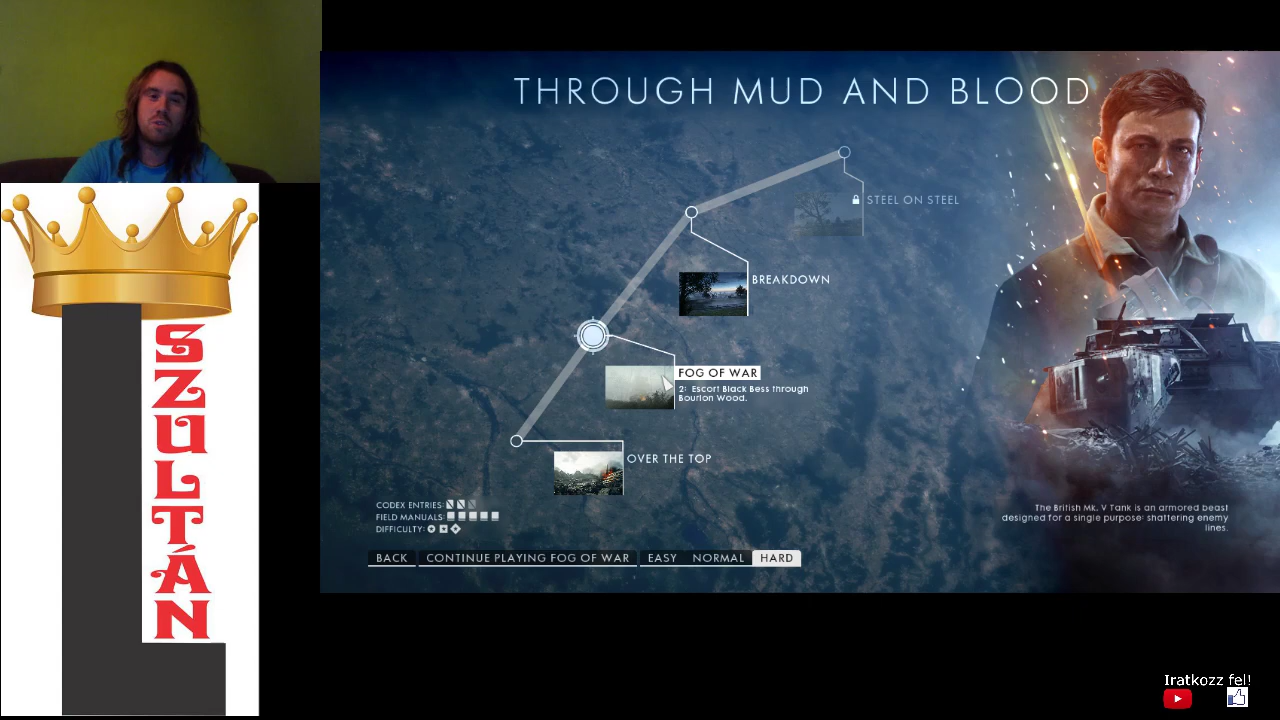 THROUGH MUD AND BLOOD
STEEL ON STEEL
BREAKDOWN
FOG OF WAR
2: Escort Black Bess through
Bourlon Wood.
OVER THE TOP
CODEX ENTRIES:
FIELD MANUALS:
DIFFICULTY:
The British Mk. V Tank is an armored beast
designed for a single purpose: shattering enemy
lines.
BACK CONTINUE PLAYING FOG OF WAR EASY NORMAL HARD
L
SZULTÁN
Iratkozz fel!